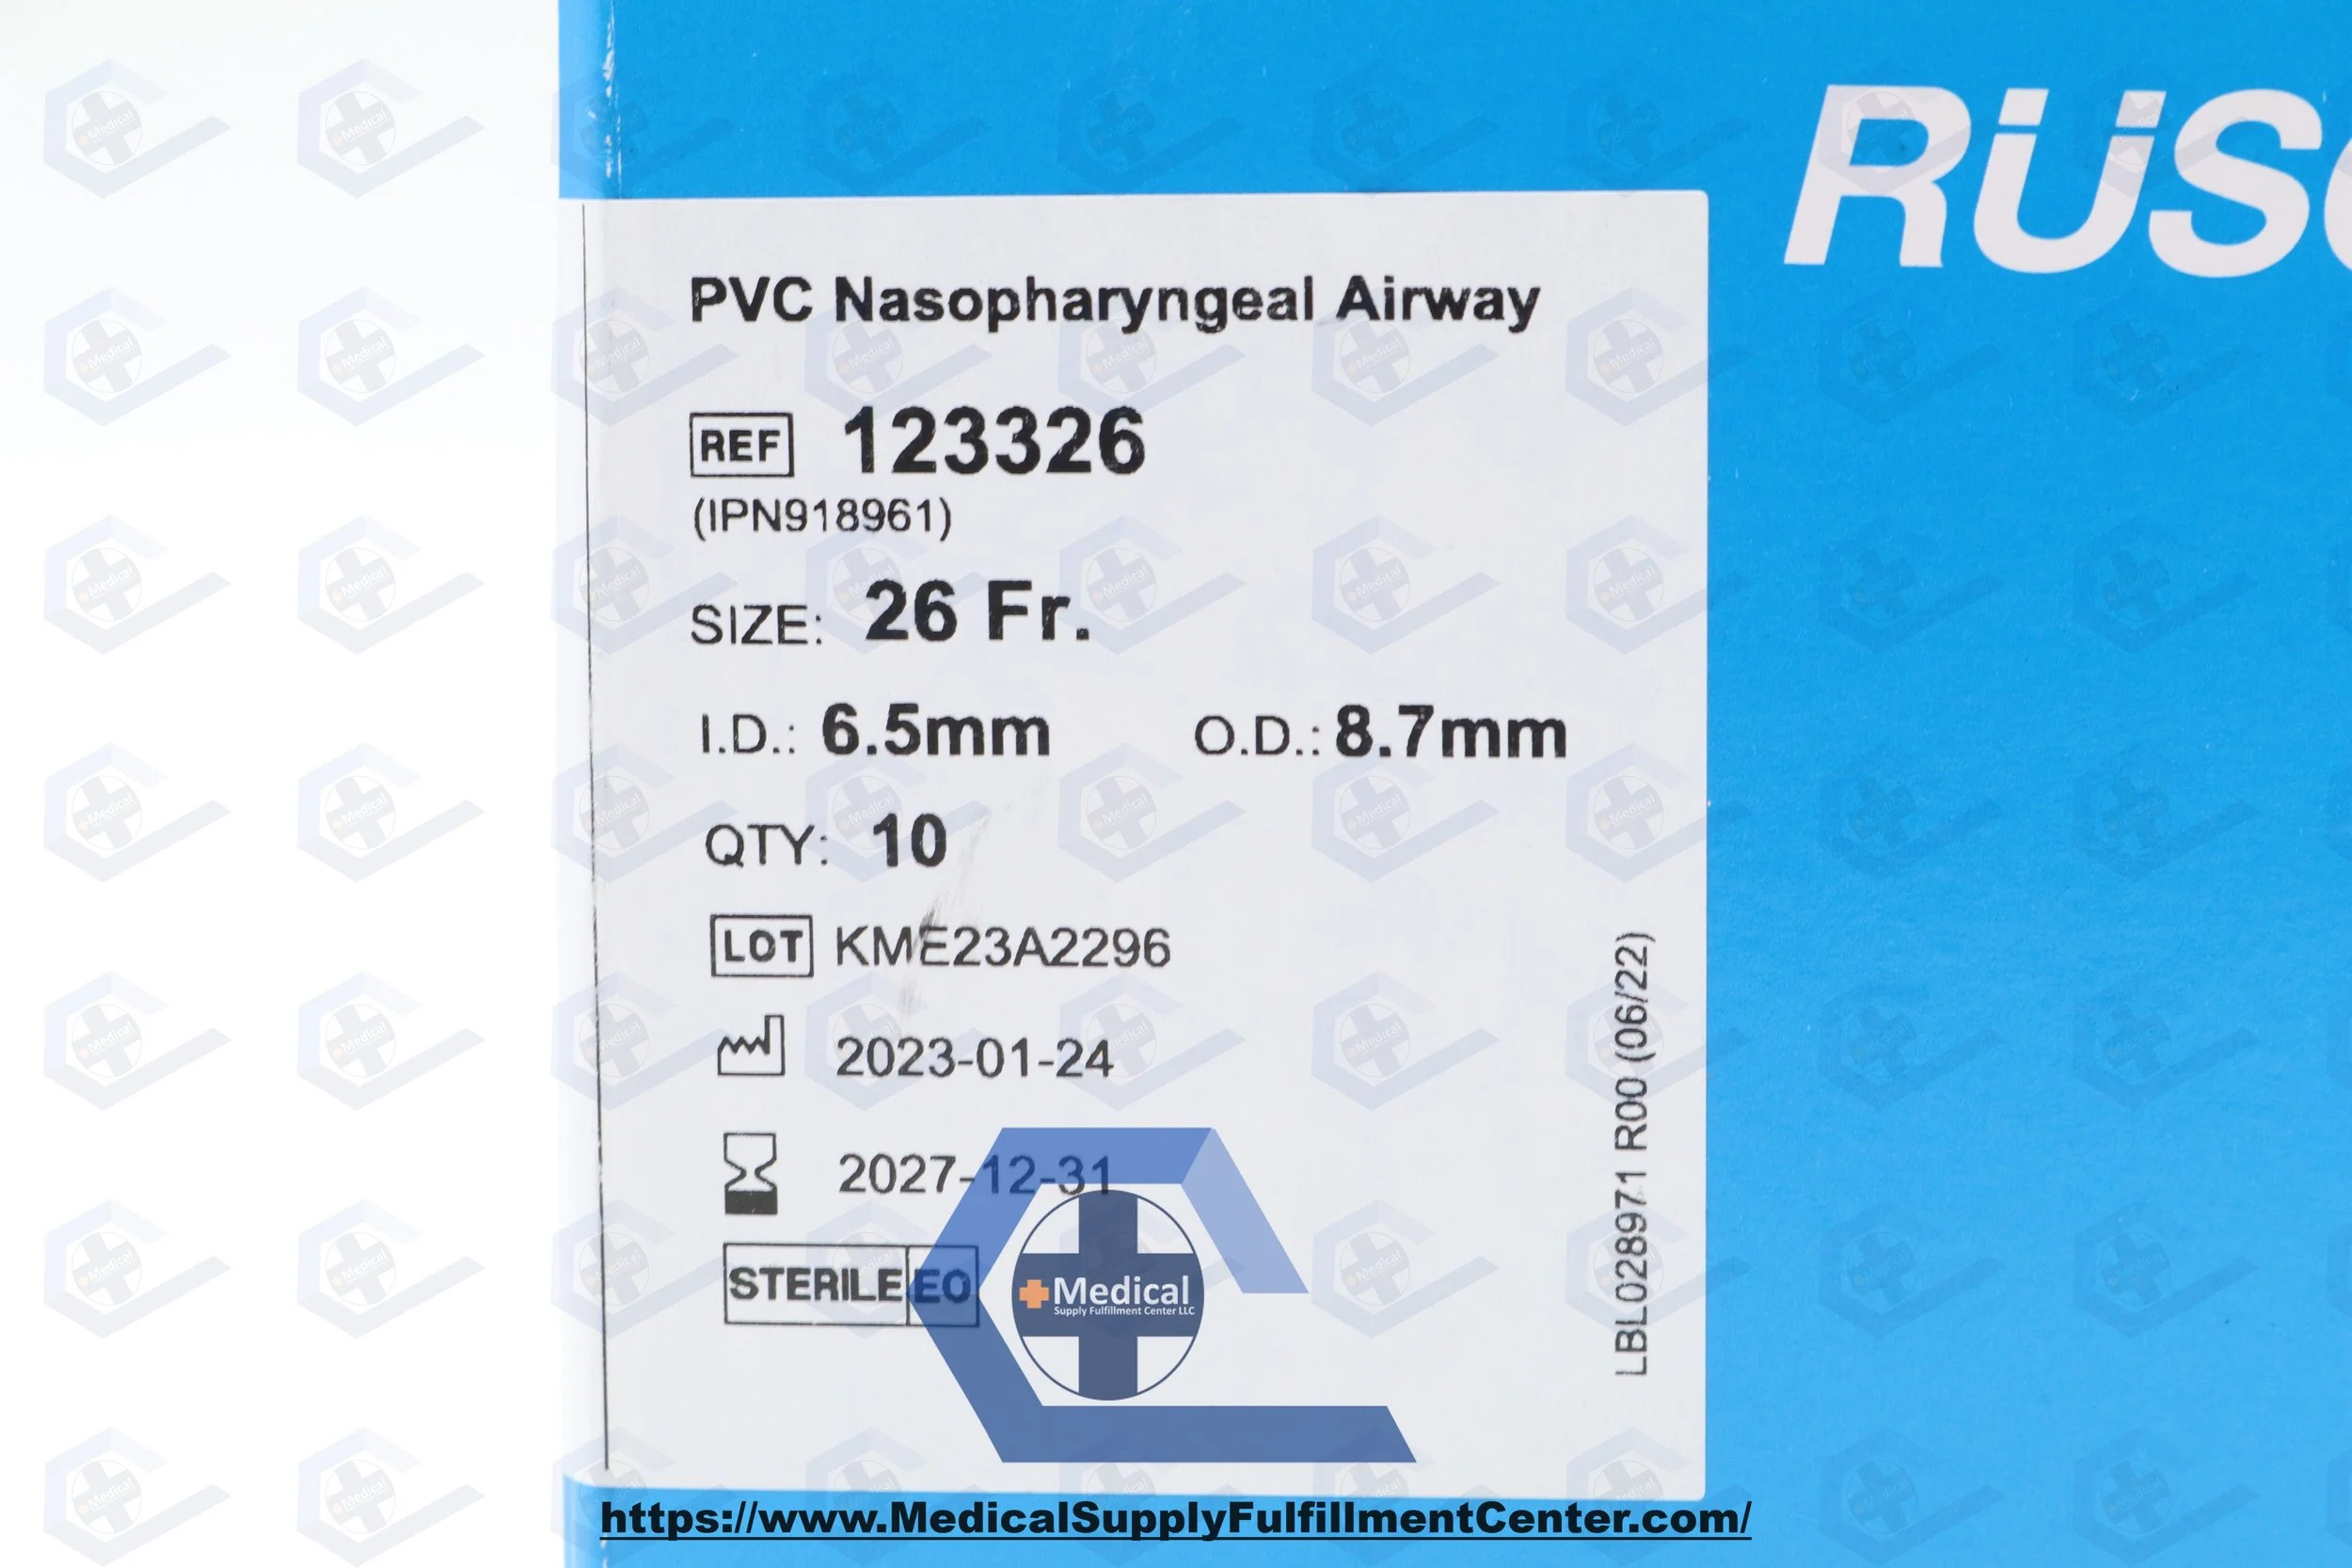 RÜS
PVC Nasopharyngeal Airway
REF 123326
(IPN918961)
SIZE: 26 Fr.
I.D.: 6.5mm O.D.: 8.7mm
QTY: 10
LOT KME23A2296
2023-01-24
2027-12-31
STERILE EO
LBL028971 R00 (06/22)
Medical
Supply Fulfillment Center LLC
https://www.MedicalSupplyFulfillmentCenter.com/